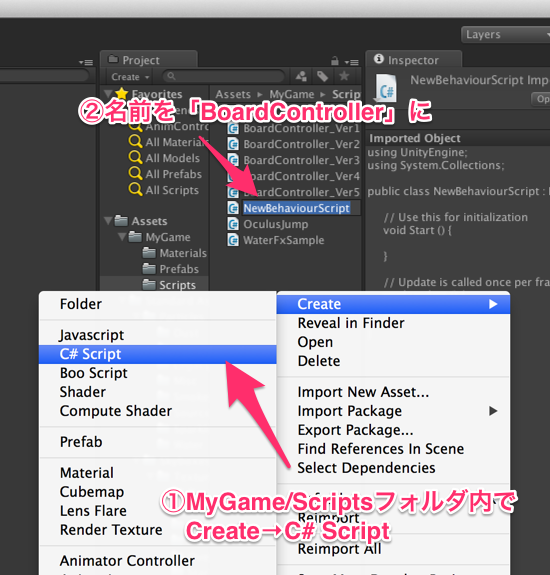 Layers
Project
Create
Favorites
Assets ▸ MyGame ▸ Scrip
②名前を「BoardController」に
All Materials
All Models
All Prefabs
All Scripts
BoardController_Ver1
BoardController_Ver2
BoardController_Ver3
BoardController_Ver4
BoardController_Ver5
NewBehaviourScript
OculusJump
WaterFxSample
Assets
MyGame
Materials
Prefabs
Scripts
Inspector
NewBehaviourScript Imp
Op
Imported Object
using UnityEngine;
using System.Collections;
public class NewBehaviourScript :
// Use this for initialization
void Start () {
}
// Update is called once per fram
Folder
Javascript
C# Script
Boo Script
Shader
Compute Shader
Prefab
Material
Cubemap
Lens Flare
Render Texture
Animator Controller
Create
Reveal in Finder
Open
Delete
Import New Asset...
Import Package
Export Package...
Find References In Scene
Select Dependencies
Reimport
Reimport All
①MyGame/Scriptsフォルダ内で
Create→C# Script